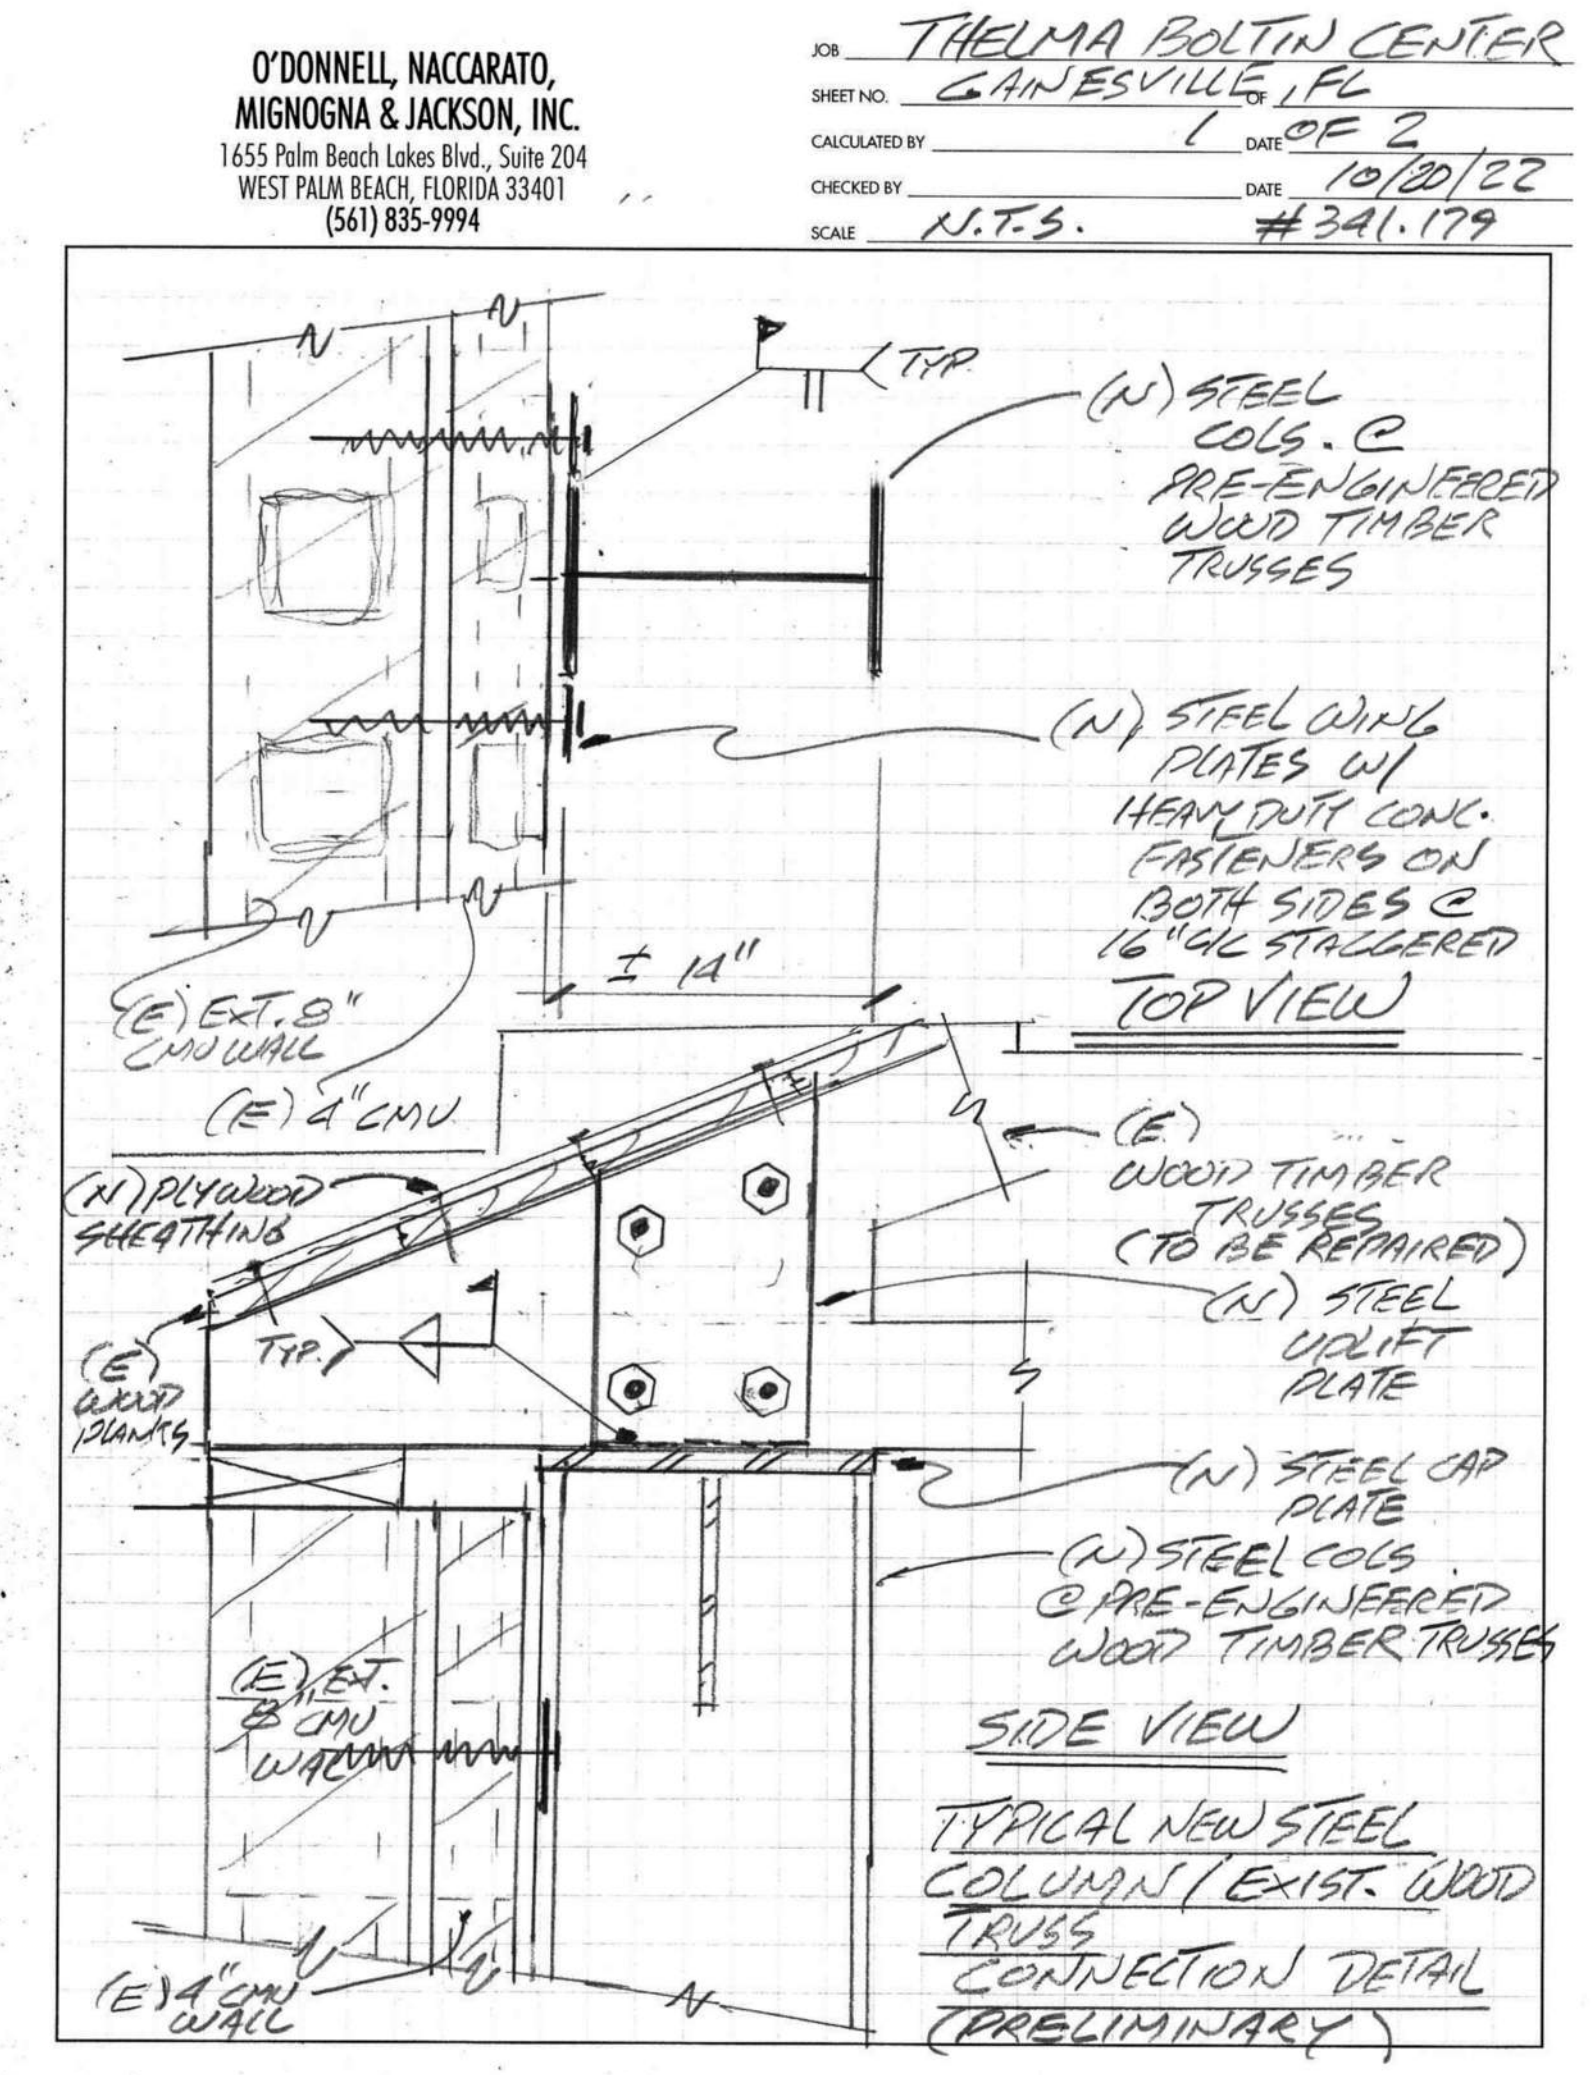 O'DONNELL, NACCARATO,
MIGNOGNA & JACKSON, INC.
1655 Palm Beach Lakes Blvd., Suite 204
WEST PALM BEACH, FLORIDA 33401
(561) 835-9994
JOB THELMA BOLTIN CENTER
SHEET NO. GAINESVILLE, FL OF
CALCULATED BY 1 DATE OF 2
CHECKED BY DATE 10/20/22
SCALE N.T.S. #341.179
TYP.
(N) STEEL
COLS. @
PRE-ENGINEERED
WOOD TIMBER
TRUSSES
(N) STEEL WING
PLATES W/
HEAVY DUTY CONC.
FASTENERS ON
BOTH SIDES @
16" C/C STAGGERED
TOP VIEW
± 14"
(E) EXT. 8"
CMU WALL
(E) 4" CMU
(N) PLYWOOD
SHEATHING
(E)
WOOD TIMBER
TRUSSES
(TO BE REPAIRED)
(N) STEEL
UPLIFT
PLATE
TYP.
(E)
WOOD
PLANKS
(N) STEEL CAP
PLATE
(N) STEEL COLS
@ PRE-ENGINEERED
WOOD TIMBER TRUSSES
(E) EXT.
8" CMU
WALL
SIDE VIEW
TYPICAL NEW STEEL
COLUMN / EXIST. WOOD
TRUSS
CONNECTION DETAIL
(PRELIMINARY)
(E) 4" CMU
WALL